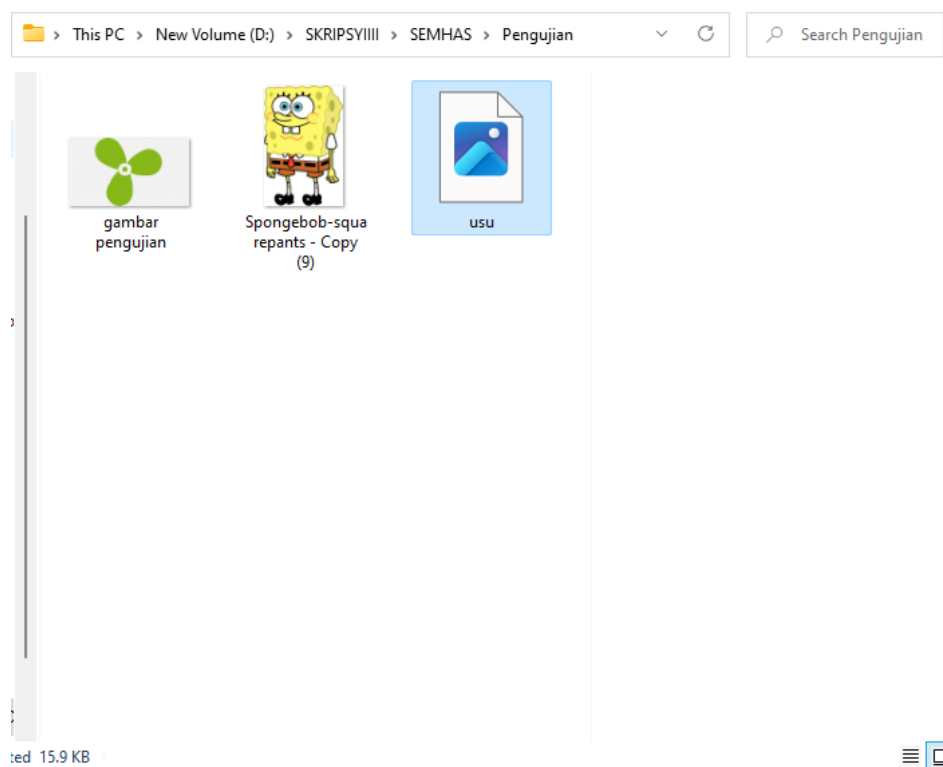 This PC > New Volume (D:) > SKRIPSYIIII > SEMHAS > Pengujian
Search Pengujian
gambar
pengujian
Spongebob-squa
repants - Copy
(9)
usu
ted 15.9 KB